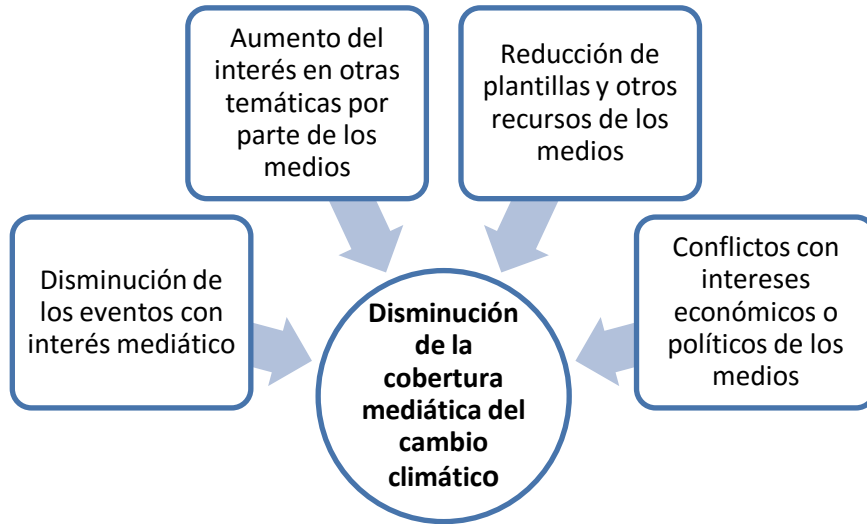 Aumento del
interés en otras
temáticas por
parte de los
medios
Reducción de
plantillas y otros
recursos de los
medios
Disminución de
los eventos con
interés mediático
Conflictos con
intereses
económicos o
políticos de los
medios
Disminución
de la
cobertura
mediática del
cambio
climático